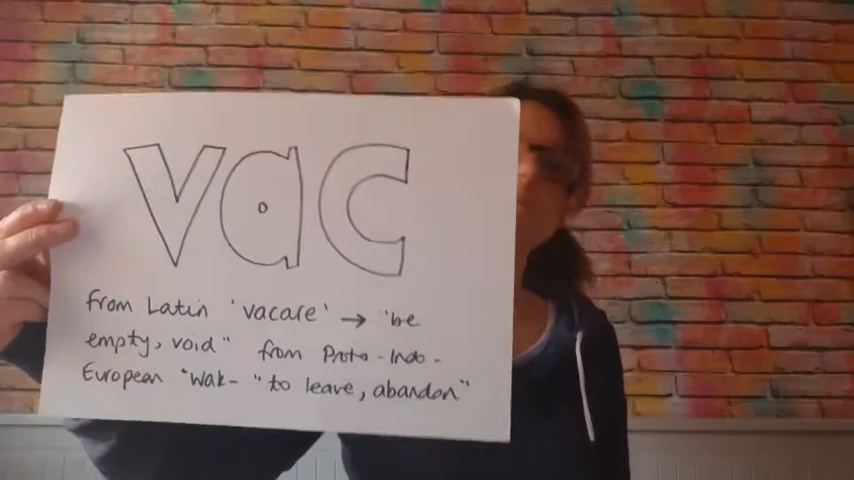 vac
from Latin 'vacare' → "be
empty, void" from Proto-Indo-
European *wak- "to leave, abandon"